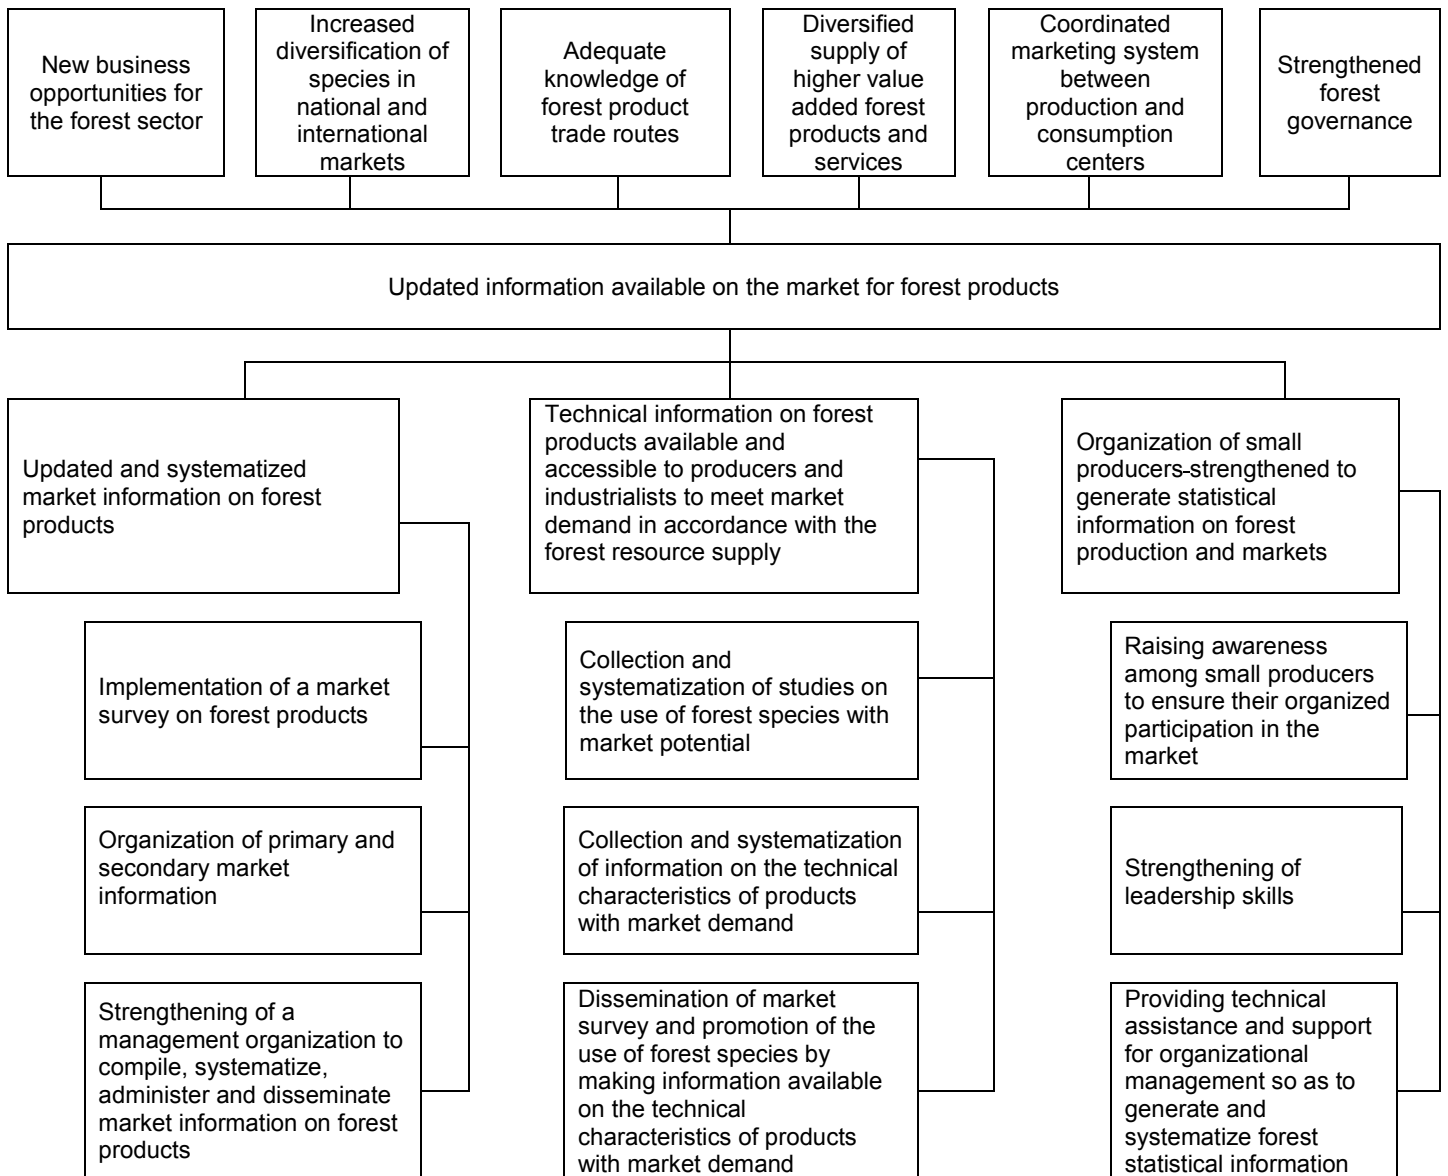 New business
opportunities for
the forest sector
Increased
diversification of
species in
national and
international
markets
Adequate
knowledge of
forest product
trade routes
Diversified
supply of
higher value
added forest
products and
services
Coordinated
marketing system
between
production and
consumption
centers
Strengthened
forest
governance
Updated information available on the market for forest products
Updated and systematized
market information on forest
products
Technical information on forest
products available and
accessible to producers and
industrialists to meet market
demand in accordance with the
forest resource supply
Organization of small
producers-strengthened to
generate statistical
information on forest
production and markets
Implementation of a market
survey on forest products
Collection and
systematization of studies on
the use of forest species with
market potential
Raising awareness
among small producers
to ensure their organized
participation in the
market
Organization of primary and
secondary market
information
Collection and systematization
of information on the technical
characteristics of products
with market demand
Strengthening of
leadership skills
Strengthening of a
management organization to
compile, systematize,
administer and disseminate
market information on forest
products
Dissemination of market
survey and promotion of the
use of forest species by
making information available
on the technical
characteristics of products
with market demand
Providing technical
assistance and support
for organizational
management so as to
generate and
systematize forest
statistical information